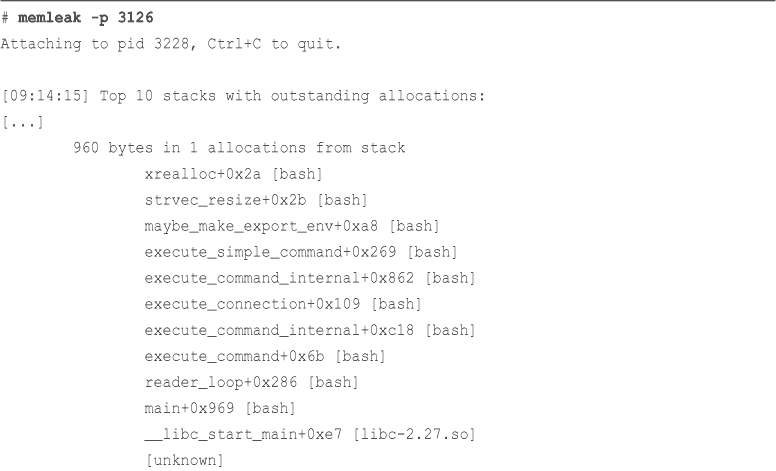 # memleak -p 3126
Attaching to pid 3228, Ctrl+C to quit.
[09:14:15] Top 10 stacks with outstanding allocations:
[...]
960 bytes in 1 allocations from stack
xrealloc+0x2a [bash]
strvec_resize+0x2b [bash]
maybe_make_export_env+0xa8 [bash]
execute_simple_command+0x269 [bash]
execute_command_internal+0x862 [bash]
execute_connection+0x109 [bash]
execute_command_internal+0xc18 [bash]
execute_command+0x6b [bash]
reader_loop+0x286 [bash]
main+0x969 [bash]
__libc_start_main+0xe7 [libc-2.27.so]
[unknown]